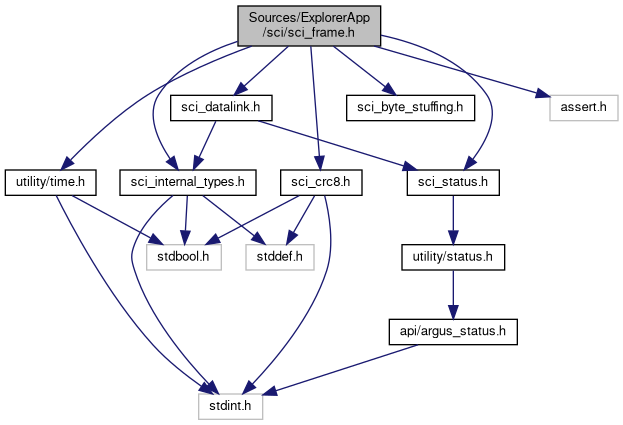 Sources/ExplorerApp
/sci/sci_frame.h
sci_datalink.h
sci_byte_stuffing.h
assert.h
utility/time.h
sci_internal_types.h
sci_crc8.h
sci_status.h
stdbool.h
stddef.h
utility/status.h
api/argus_status.h
stdint.h